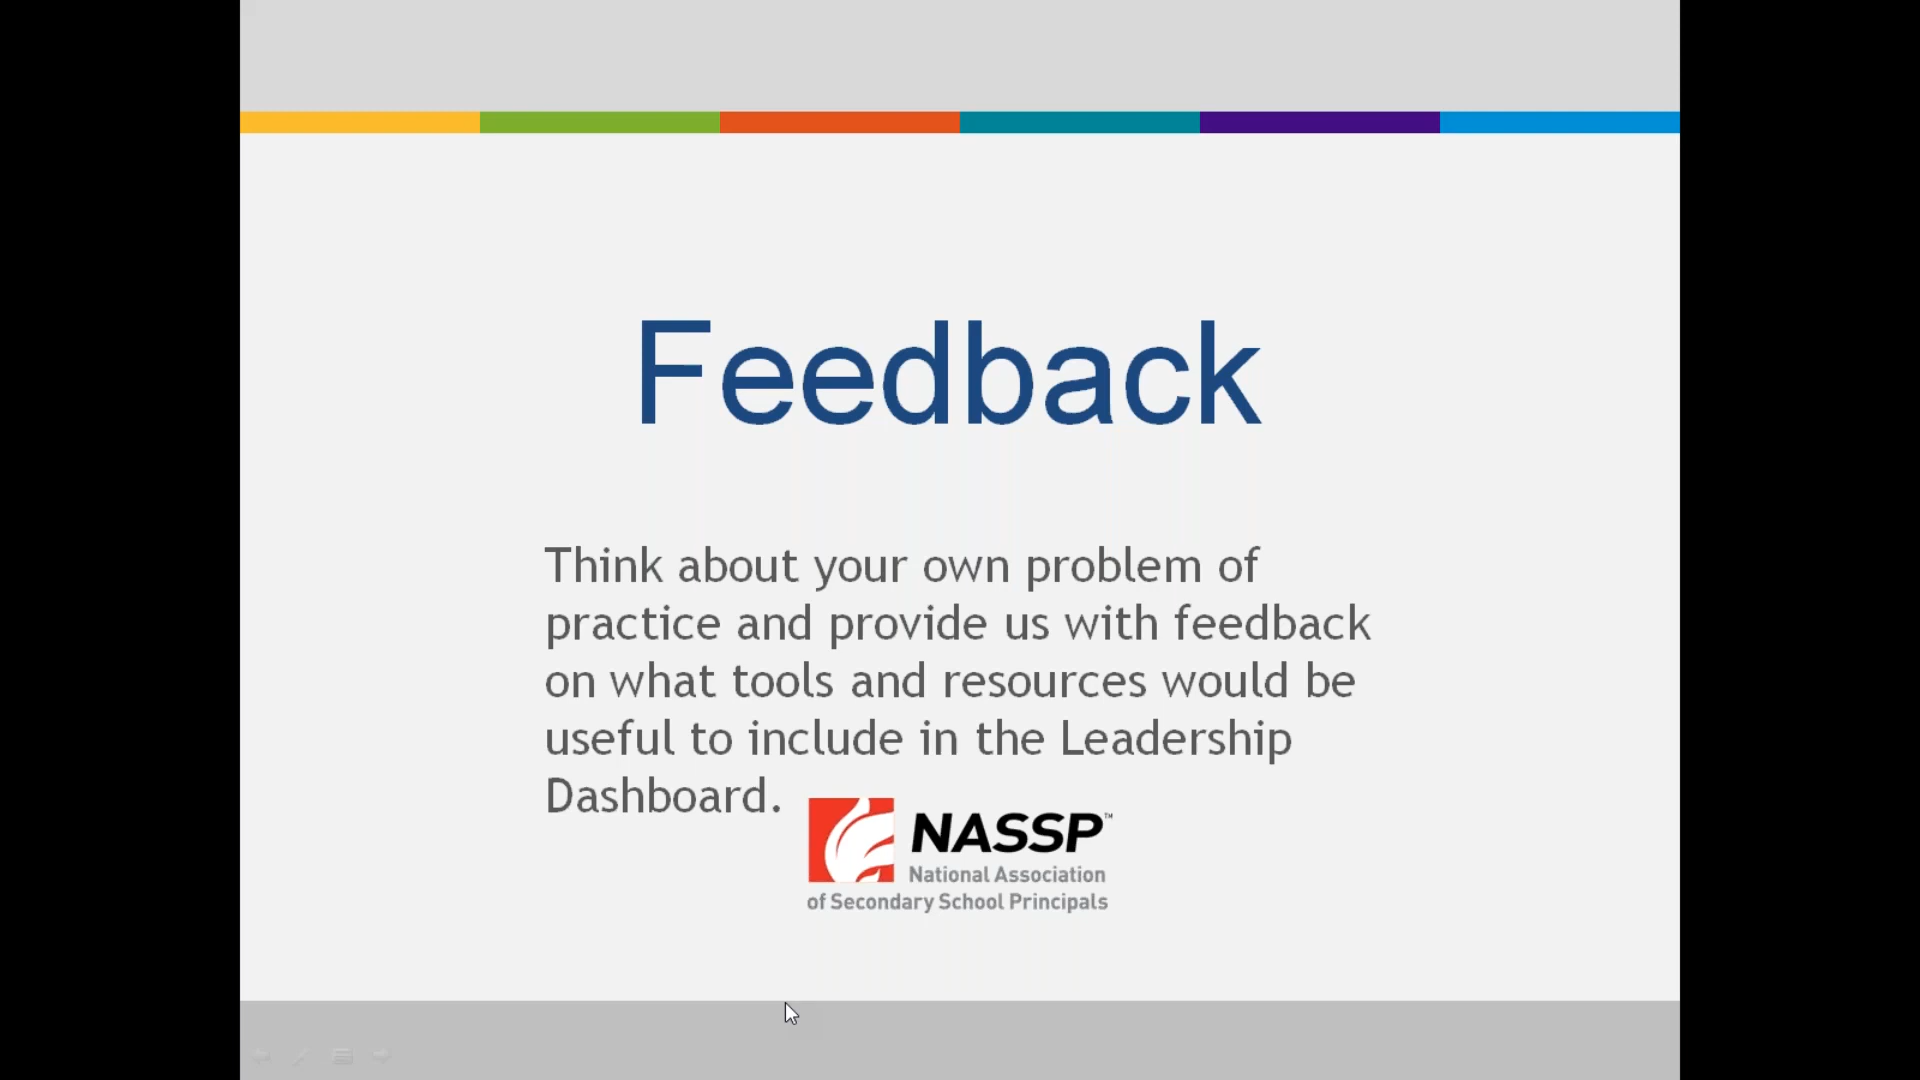 Feedback
Think about your own problem of
practice and provide us with feedback
on what tools and resources would be
useful to include in the Leadership
Dashboard.
NASSP™
National Association
of Secondary School Principals